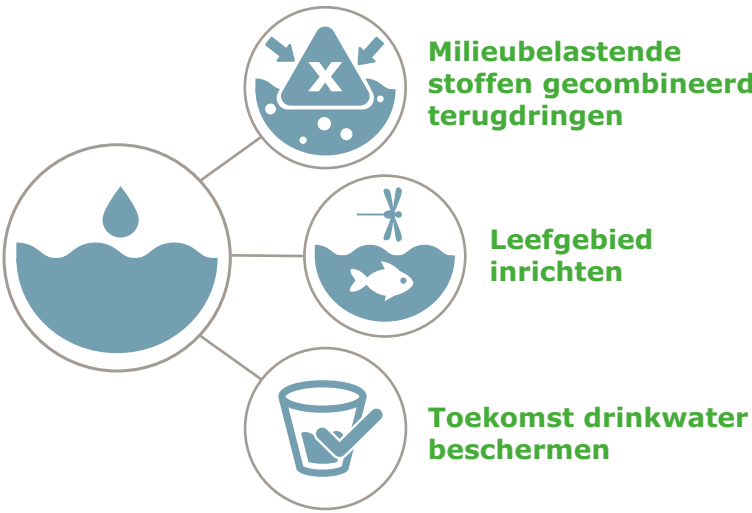 Milieubelastende
stoffen gecombineerd
terugdringen
X
Leefgebied
inrichten
Toekomst drinkwater
beschermen